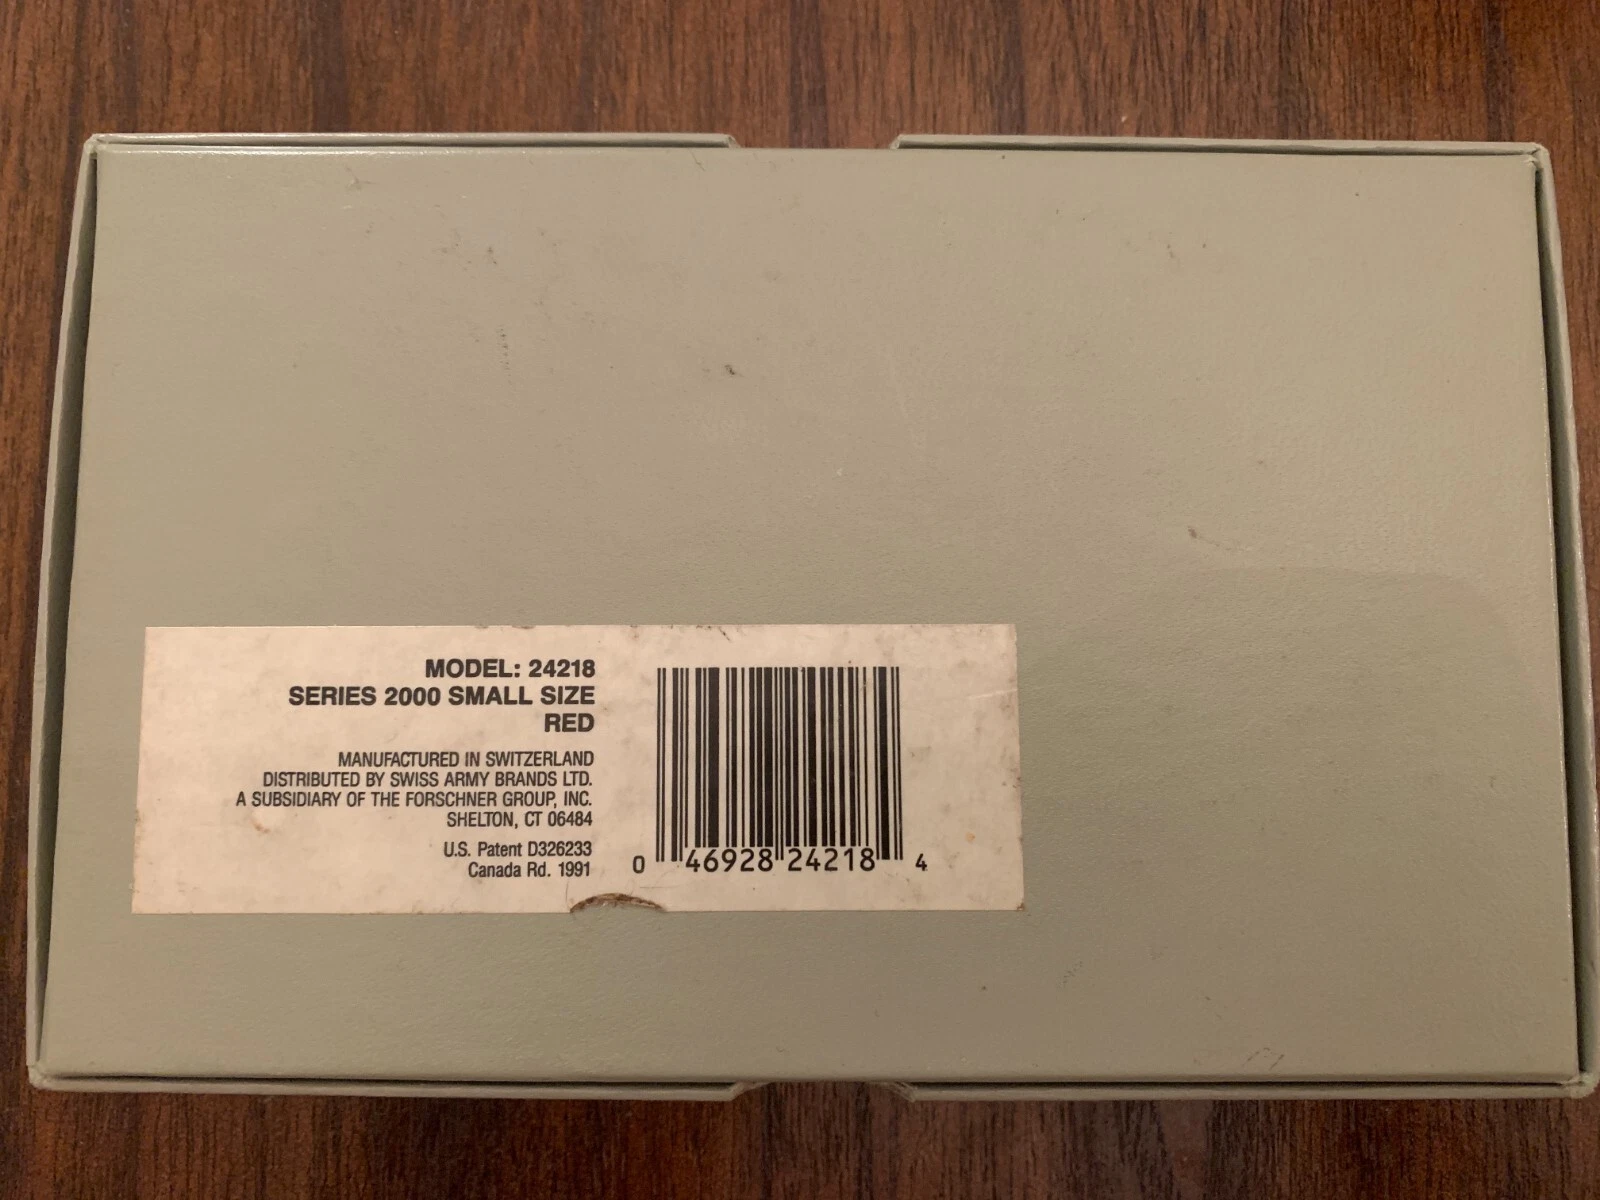 MODEL: 24218
SERIES 2000 SMALL SIZE
RED
MANUFACTURED IN SWITZERLAND
DISTRIBUTED BY SWISS ARMY BRANDS LTD.
A SUBSIDIARY OF THE FORSCHNER GROUP, INC.
SHELTON, CT 06484
U.S. Patent D326233
Canada Rd. 1991
0 46928 24218 4